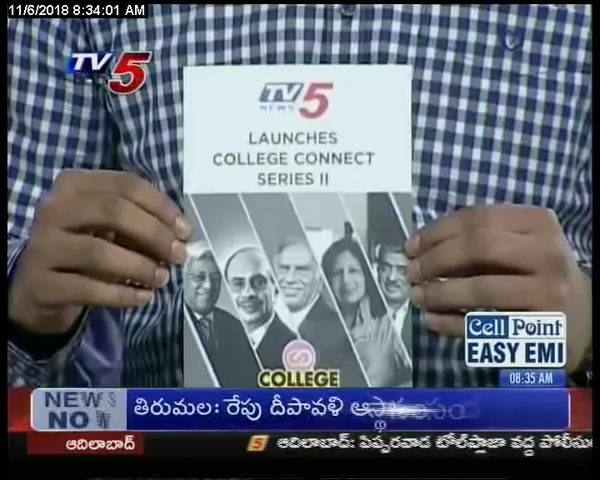 11/6/2018 8:34:01 AM
TV5
TV5
NEWS
LAUNCHES
COLLEGE CONNECT
SERIES II
Cell Point
EASY EMI
COLLEGE
08:35 AM
NEWS
NOW
తిరుమల: రేపు దీపావళి
ఆదిలాబాద్
5 ఆదిలాబాద్: పిప్పరవాడ టోల్‌ప్లాజా వద్ద